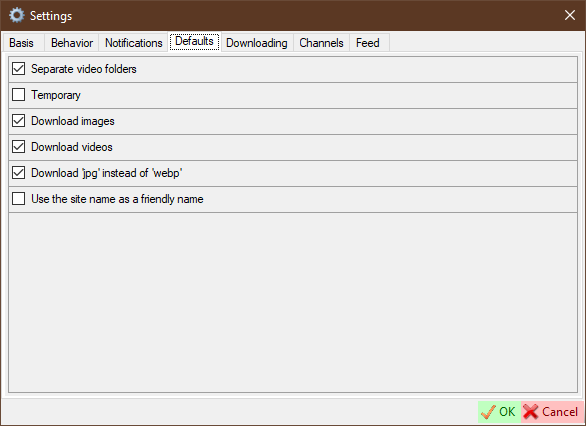 Settings
Basis Behavior Notifications Defaults Downloading Channels Feed
Separate video folders
Temporary
Download images
Download videos
Download 'jpg' instead of 'webp'
Use the site name as a friendly name
OK Cancel